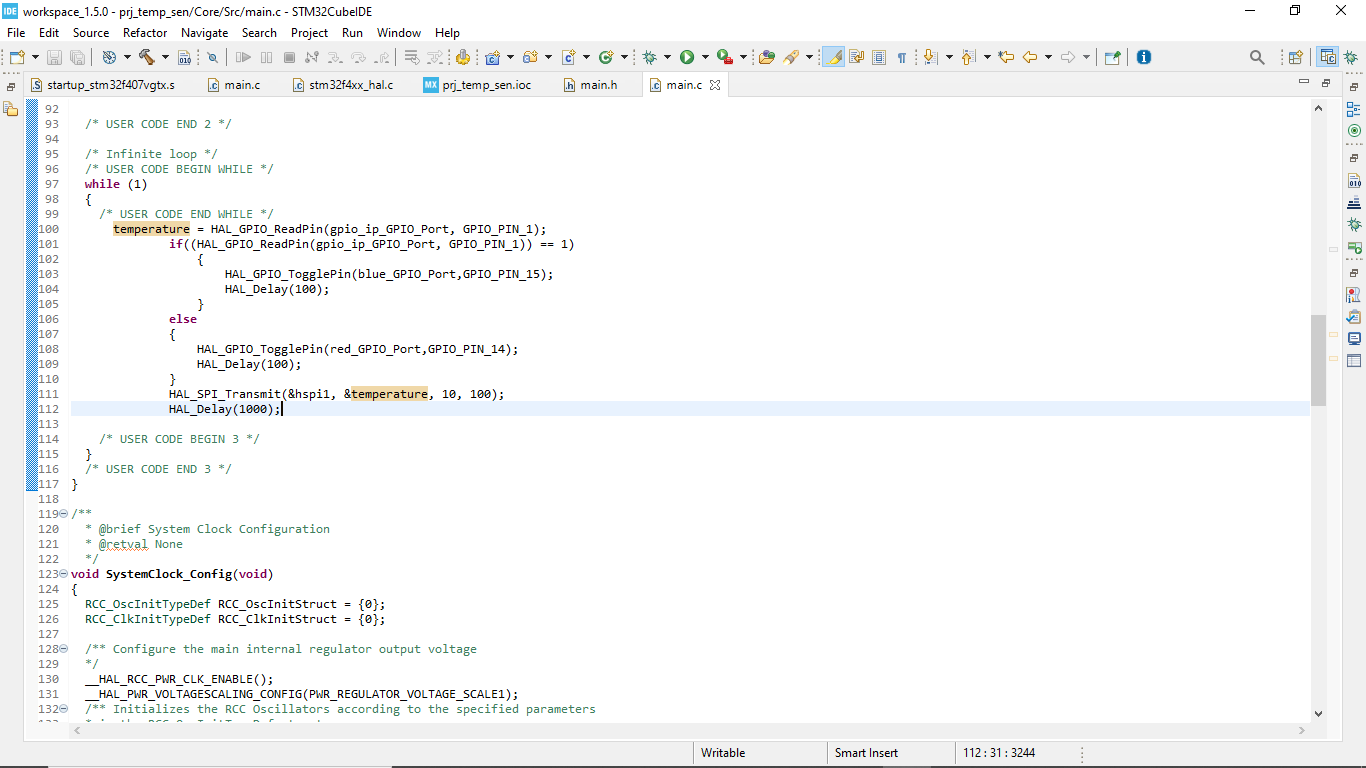 IDE workspace_1.5.0 - prj_temp_sen/Core/Src/main.c - STM32CubeIDE
File Edit Source Refactor Navigate Search Project Run Window Help
startup_stm32f407vgtx.s main.c stm32f4xx_hal.c MX prj_temp_sen.ioc main.h main.c
92
93 /* USER CODE END 2 */
94
95 /* Infinite loop */
96 /* USER CODE BEGIN WHILE */
97 while (1)
98 {
99 /* USER CODE END WHILE */
100 temperature = HAL_GPIO_ReadPin(gpio_ip_GPIO_Port, GPIO_PIN_1);
101 if((HAL_GPIO_ReadPin(gpio_ip_GPIO_Port, GPIO_PIN_1)) == 1)
102 {
103 HAL_GPIO_TogglePin(blue_GPIO_Port,GPIO_PIN_15);
104 HAL_Delay(100);
105 }
106 else
107 {
108 HAL_GPIO_TogglePin(red_GPIO_Port,GPIO_PIN_14);
109 HAL_Delay(100);
110 }
111 HAL_SPI_Transmit(&hspi1, &temperature, 10, 100);
112 HAL_Delay(1000);
113
114 /* USER CODE BEGIN 3 */
115 }
116 /* USER CODE END 3 */
117 }
118
119 /**
120 * @brief System Clock Configuration
121 * @retval None
122 */
123 void SystemClock_Config(void)
124 {
125 RCC_OscInitTypeDef RCC_OscInitStruct = {0};
126 RCC_ClkInitTypeDef RCC_ClkInitStruct = {0};
127
128 /** Configure the main internal regulator output voltage
129 */
130 __HAL_RCC_PWR_CLK_ENABLE();
131 __HAL_PWR_VOLTAGESCALING_CONFIG(PWR_REGULATOR_VOLTAGE_SCALE1);
132 /** Initializes the RCC Oscillators according to the specified parameters
Writable Smart Insert 112 : 31 : 3244